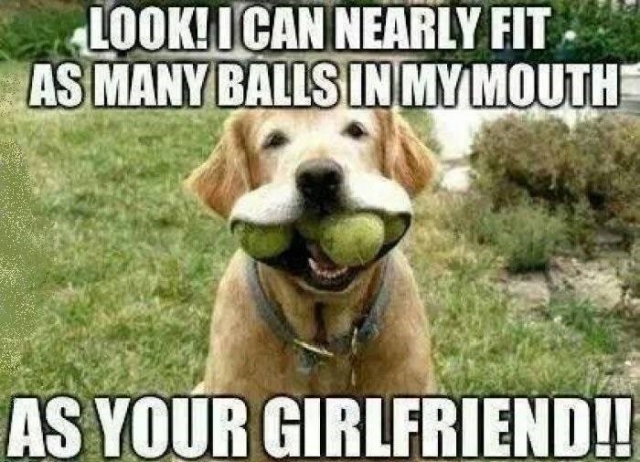 LOOK! I CAN NEARLY FIT
AS MANY BALLS IN MY MOUTH
AS YOUR GIRLFRIEND!!